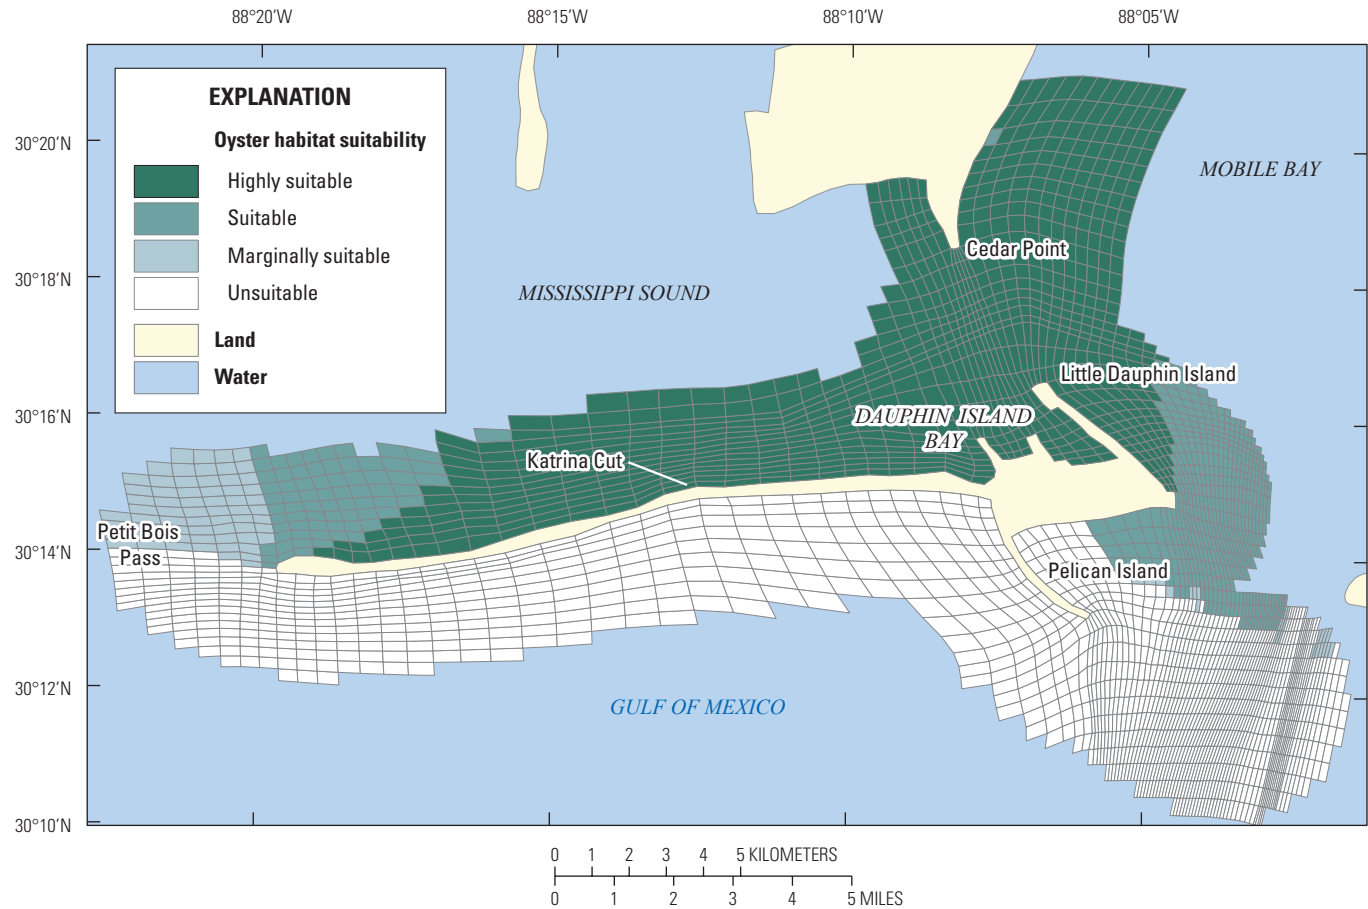 88°20'W 88°15'W 88°10'W 88°05'W
EXPLANATION
Oyster habitat suitability
Highly suitable
Suitable
Marginally suitable
Unsuitable
Land
Water
30°20'N
30°18'N
30°16'N
30°14'N
30°12'N
30°10'N
MOBILE BAY
Cedar Point
MISSISSIPPI SOUND
Little Dauphin Island
DAUPHIN ISLAND
BAY
Katrina Cut
Petit Bois
Pass
Pelican Island
GULF OF MEXICO
0 1 2 3 4 5 KILOMETERS
0 1 2 3 4 5 MILES